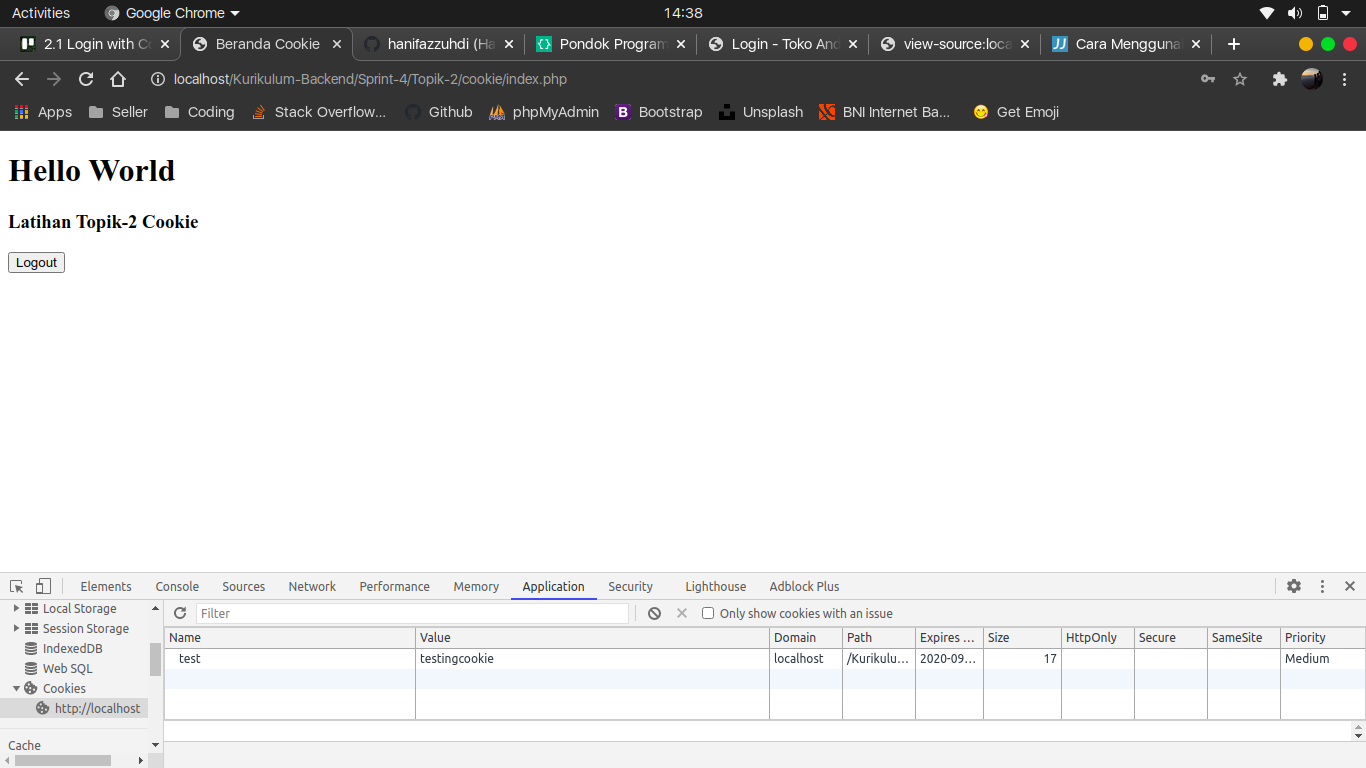 Activities Google Chrome 14:38
2.1 Login with Co Beranda Cookie hanifazzuhdi (Ha Pondok Program Login - Toko And view-source:loca Cara Menggunak
localhost/Kurikulum-Backend/Sprint-4/Topik-2/cookie/index.php
Apps Seller Coding Stack Overflow... Github phpMyAdmin B Bootstrap Unsplash BNI Internet Ba... Get Emoji
Hello World
Latihan Topik-2 Cookie
Logout
Elements Console Sources Network Performance Memory Application Security Lighthouse Adblock Plus
Local Storage
Session Storage
IndexedDB
Web SQL
Cookies
http://localhost
Cache
Filter Only show cookies with an issue
Name Value Domain Path Expires ... Size HttpOnly Secure SameSite Priority
test testingcookie localhost /Kurikulu... 2020-09... 17 Medium